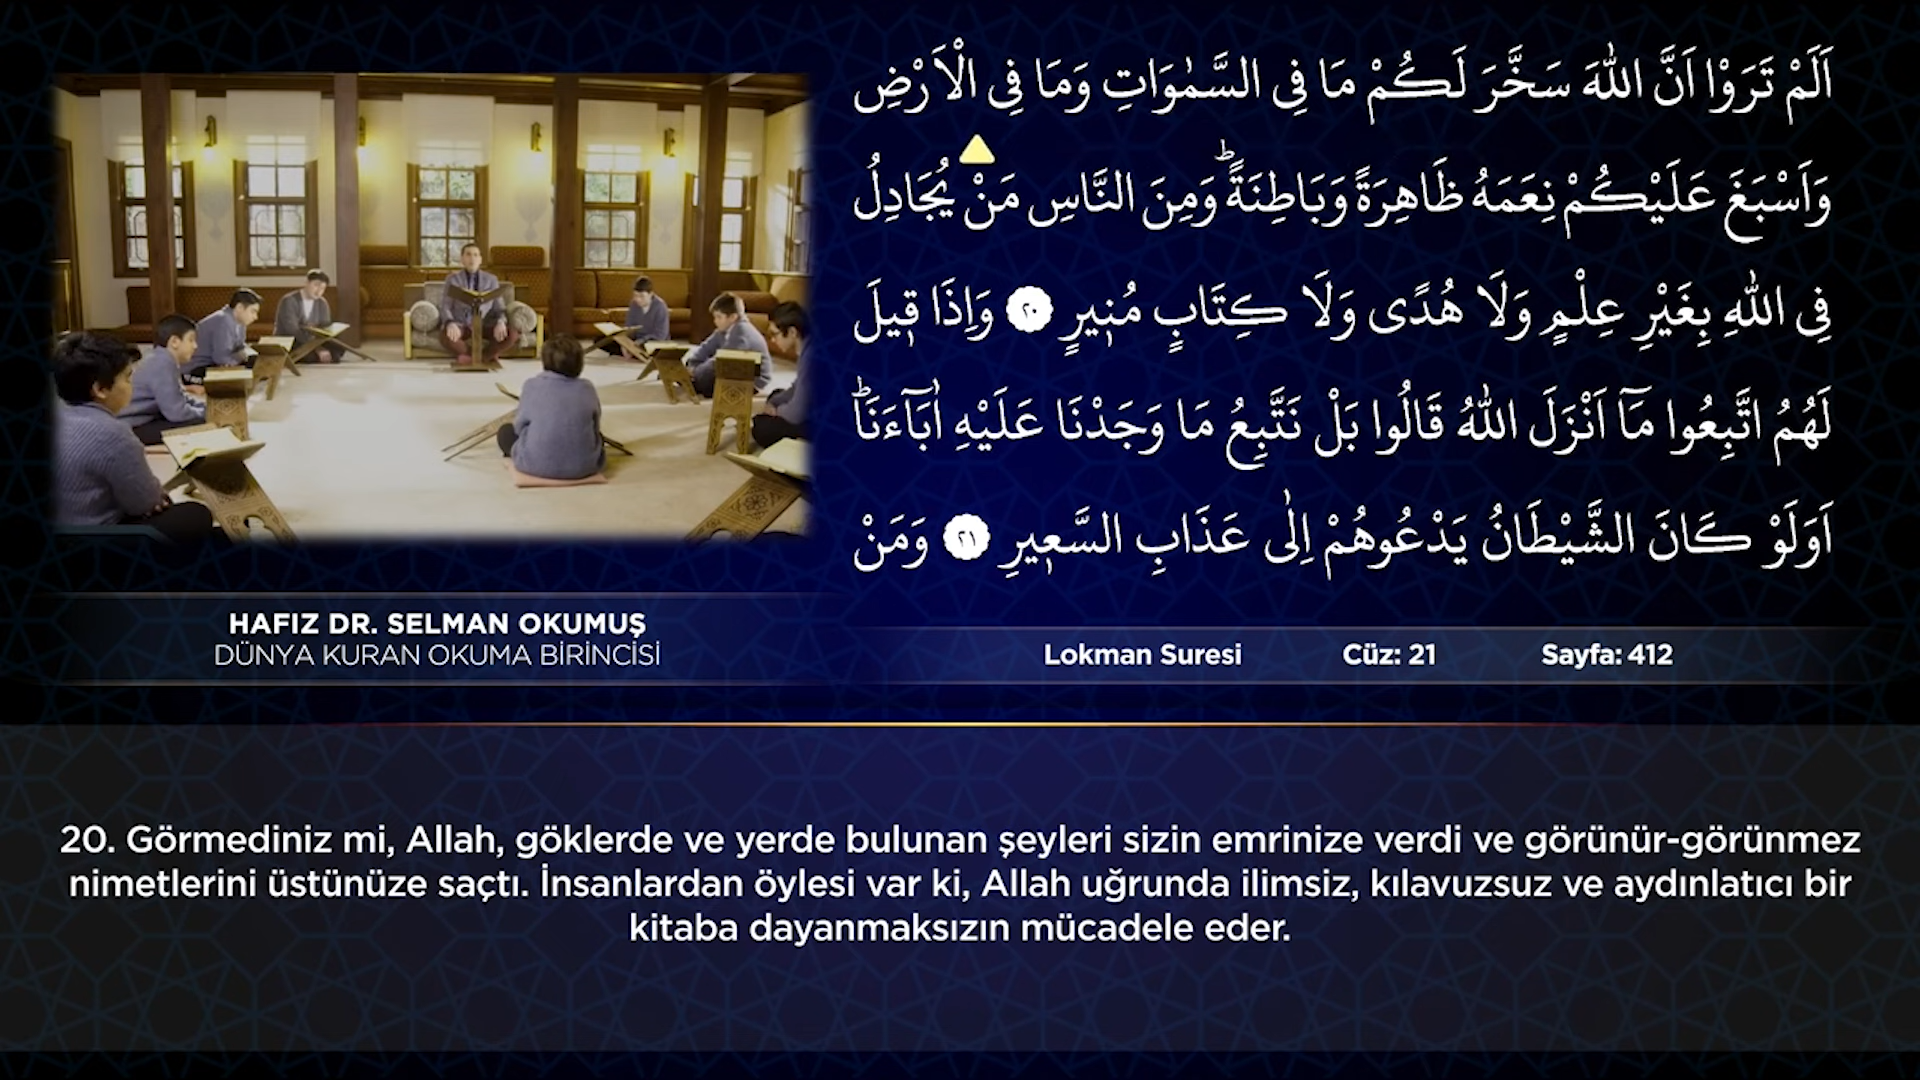 اَلَمْ تَرَوْا اَنَّ اللّٰهَ سَخَّرَ لَكُمْ مَا فِي السَّمٰوَاتِ وَمَا فِي الْاَرْضِ
وَاَسْبَغَ عَلَيْكُمْ نِعَمَهُ ظَاهِرَةً وَبَاطِنَةًۜ وَمِنَ النَّاسِ مَنْ يُجَادِلُ
فِي اللّٰهِ بِغَيْرِ عِلْمٍ وَلَا هُدًى وَلَا كِتَابٍ مُنٖيرٍ ٢٠ وَاِذَا قٖيلَ
لَهُمُ اتَّبِعُوا مَٓا اَنْزَلَ اللّٰهُ قَالُوا بَلْ نَتَّبِعُ مَا وَجَدْنَا عَلَيْهِ اٰبَٓاءَنَاۜ
اَوَلَوْ كَانَ الشَّيْطَانُ يَدْعُوهُمْ اِلٰى عَذَابِ السَّعٖيرِ ٢١ وَمَنْ
HAFIZ DR. SELMAN OKUMUŞ
DÜNYA KURAN OKUMA BİRİNCİSİ
Lokman Suresi Cüz: 21 Sayfa: 412
20. Görmediniz mi, Allah, göklerde ve yerde bulunan şeyleri sizin emrinize verdi ve görünür-görünmez
nimetlerini üstünüze saçtı. İnsanlardan öylesi var ki, Allah uğrunda ilimsiz, kılavuzsuz ve aydınlatıcı bir
kitaba dayanmaksızın mücadele eder.